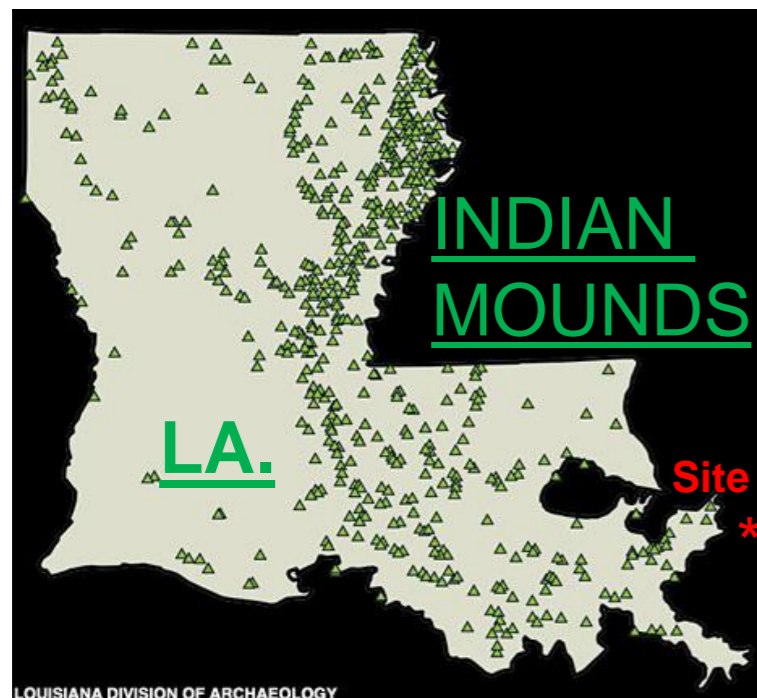 INDIAN
MOUNDS
LA.
Site
*
LOUISIANA DIVISION OF ARCHAEOLOGY